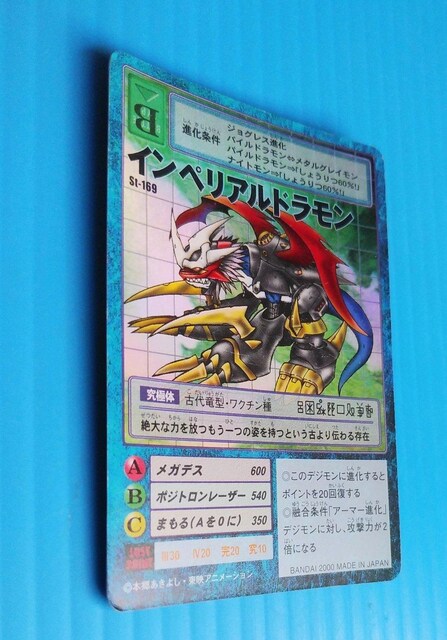 B
進化条件
ジョグレス進化
パイルドラモン⇔メタルグレイモン
パイルドラモン⇒「しょうりつ60%!」
ナイトモン⇒「しょうりつ60%!」
インペリアルドラモン
St-169
究極体
古代竜型・ワクチン種
絶大な力を放つもう一つの姿を持つという古より伝わる存在
A メガデス 600
B ポジトロンレーザー 540
C まもる(Aを0に) 350
III30 IV20 完20 究10
◎このデジモンに進化すると
ポイントを20回復する
◎融合条件「アーマー進化」
デジモンに対し、攻撃力が2
倍になる
BANDAI 2000 MADE IN JAPAN
©本郷あきよし・東映アニメーション